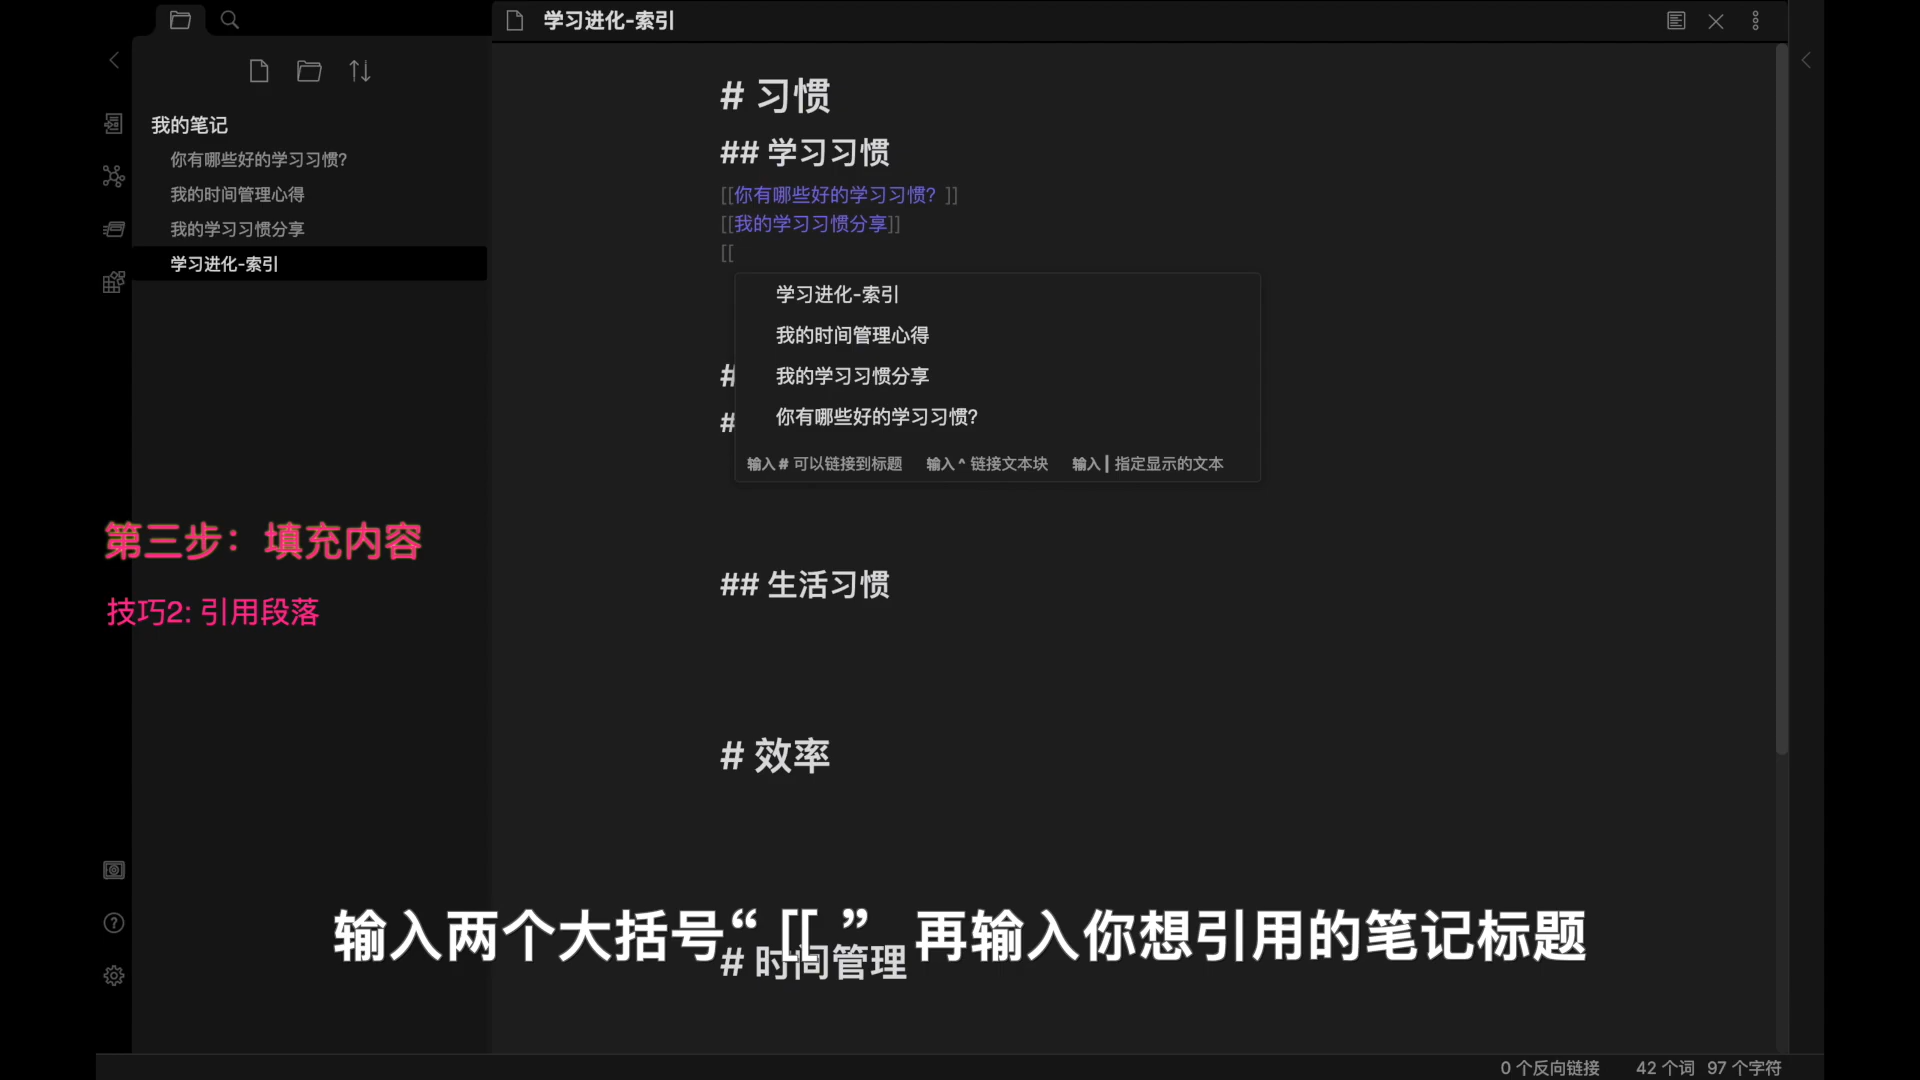 学习进化-索引
我的笔记
你有哪些好的学习习惯?
我的时间管理心得
我的学习习惯分享
学习进化-索引
# 习惯
## 学习习惯
[[你有哪些好的学习习惯? ]]
[[我的学习习惯分享]]
[[
学习进化-索引
我的时间管理心得
我的学习习惯分享
你有哪些好的学习习惯?
输入 # 可以链接到标题 输入 ^ 链接文本块 输入 | 指定显示的文本
#
#
第三步：填充内容
技巧2: 引用段落
## 生活习惯
# 效率
输入两个大括号“ [[ ” 再输入你想引用的笔记标题
# 时间管理
0 个反向链接 42 个词 97 个字符